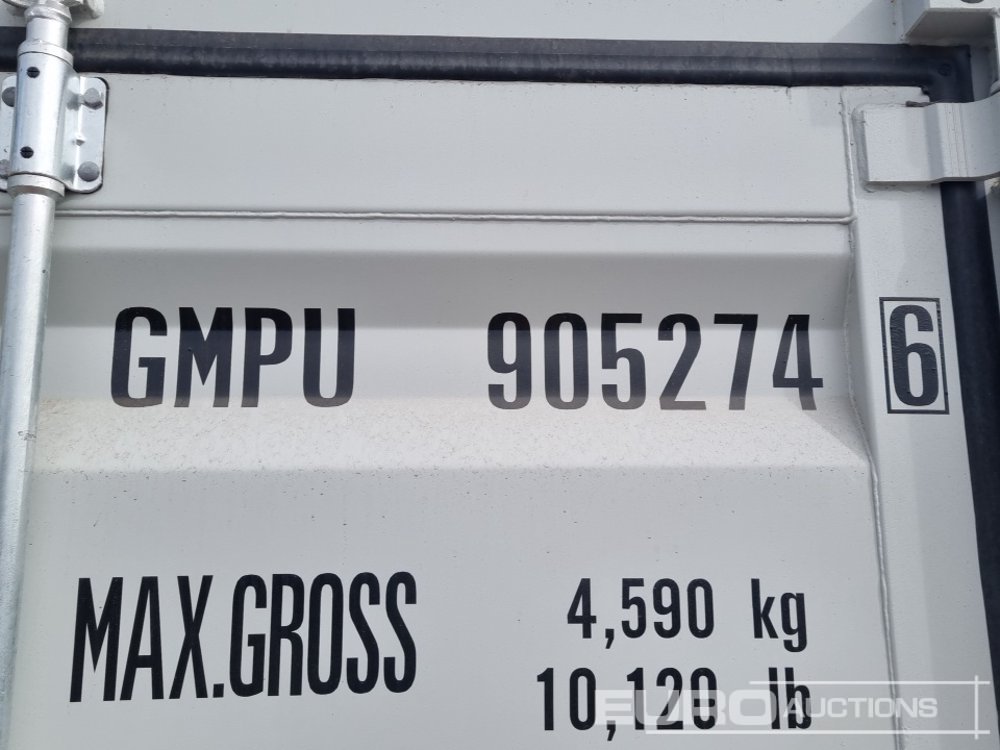 GMPU 905274 6
MAX.GROSS 4,590 kg
10,120 lb
EURO AUCTIONS